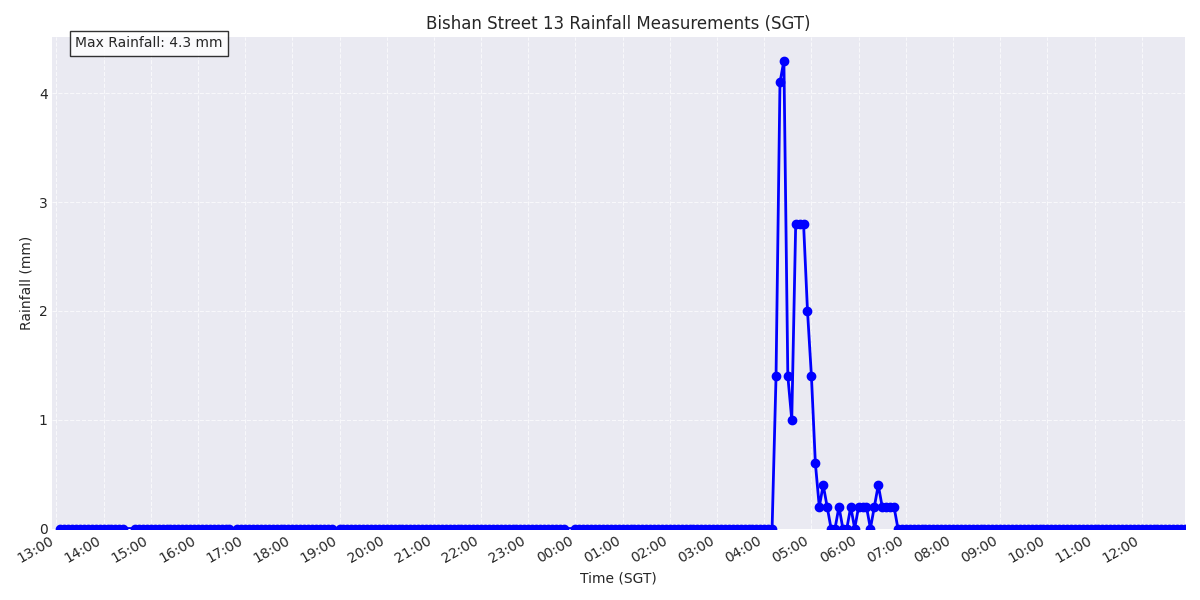 Bishan Street 13 Rainfall Measurements (SGT)
Max Rainfall: 4.3 mm
4
3
2
1
0
Rainfall (mm)
13:00 14:00 15:00 16:00 17:00 18:00 19:00 20:00 21:00 22:00 23:00 00:00 01:00 02:00 03:00 04:00 05:00 06:00 07:00 08:00 09:00 10:00 11:00 12:00
Time (SGT)